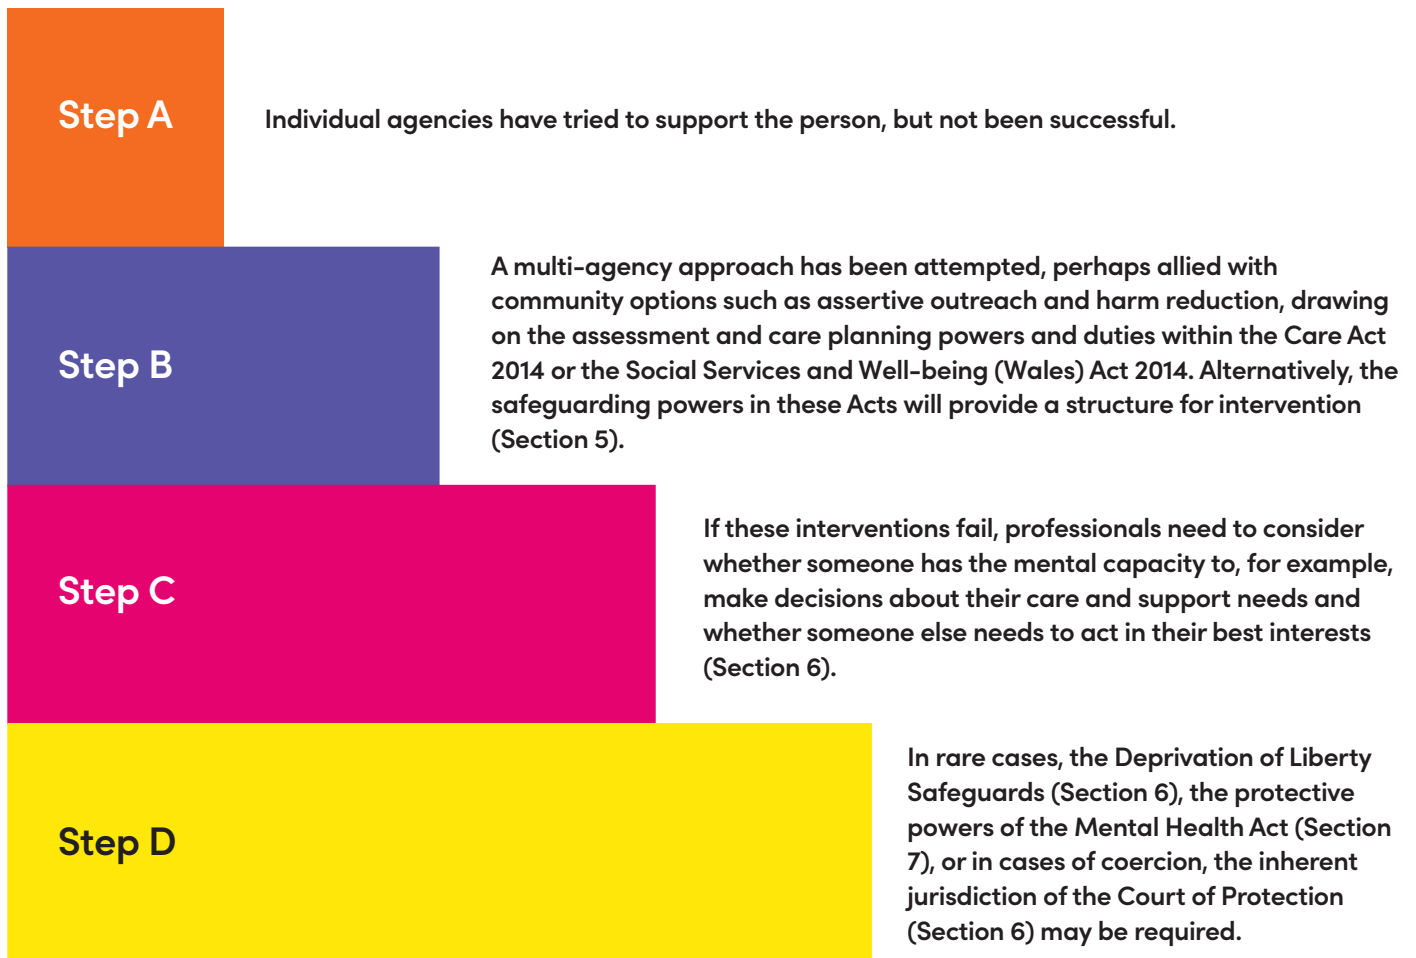 Step A
Individual agencies have tried to support the person, but not been successful.
Step B
A multi-agency approach has been attempted, perhaps allied with
community options such as assertive outreach and harm reduction, drawing
on the assessment and care planning powers and duties within the Care Act
2014 or the Social Services and Well-being (Wales) Act 2014. Alternatively, the
safeguarding powers in these Acts will provide a structure for intervention
(Section 5).
Step C
If these interventions fail, professionals need to consider
whether someone has the mental capacity to, for example,
make decisions about their care and support needs and
whether someone else needs to act in their best interests
(Section 6).
Step D
In rare cases, the Deprivation of Liberty
Safeguards (Section 6), the protective
powers of the Mental Health Act (Section
7), or in cases of coercion, the inherent
jurisdiction of the Court of Protection
(Section 6) may be required.